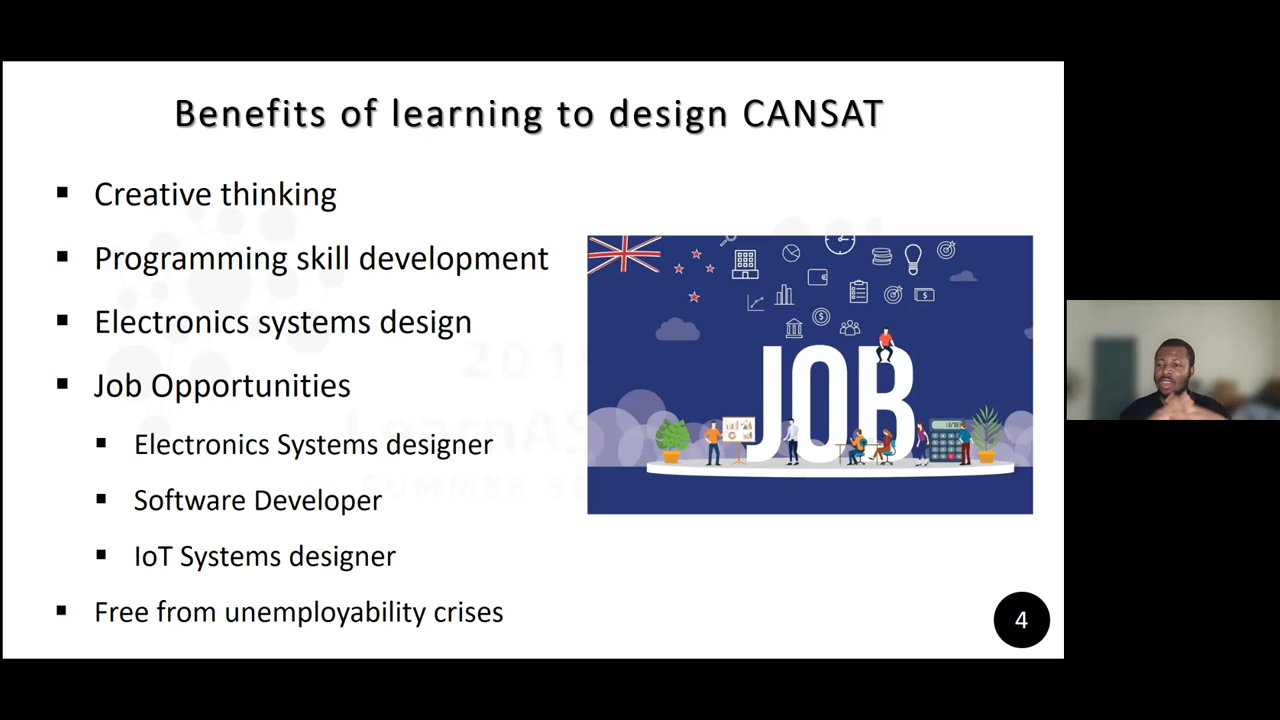 Benefits of learning to design CANSAT
▪ Creative thinking
▪ Programming skill development
▪ Electronics systems design
▪ Job Opportunities
▪ Electronics Systems designer
▪ Software Developer
▪ IoT Systems designer
▪ Free from unemployability crises
JOB
4